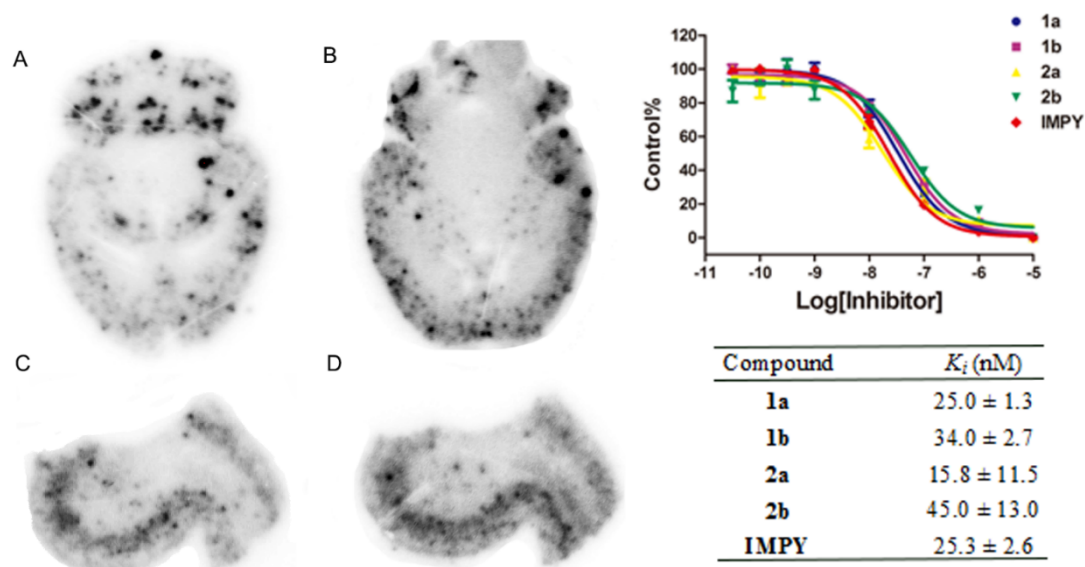 A
B
C
D
1a
1b
2a
2b
IMPY
120
100
80
60
40
20
0
Control%
-11 -10 -9 -8 -7 -6 -5
Log[Inhibitor]
Compound Ki (nM)
1a 25.0 ± 1.3
1b 34.0 ± 2.7
2a 15.8 ± 11.5
2b 45.0 ± 13.0
IMPY 25.3 ± 2.6